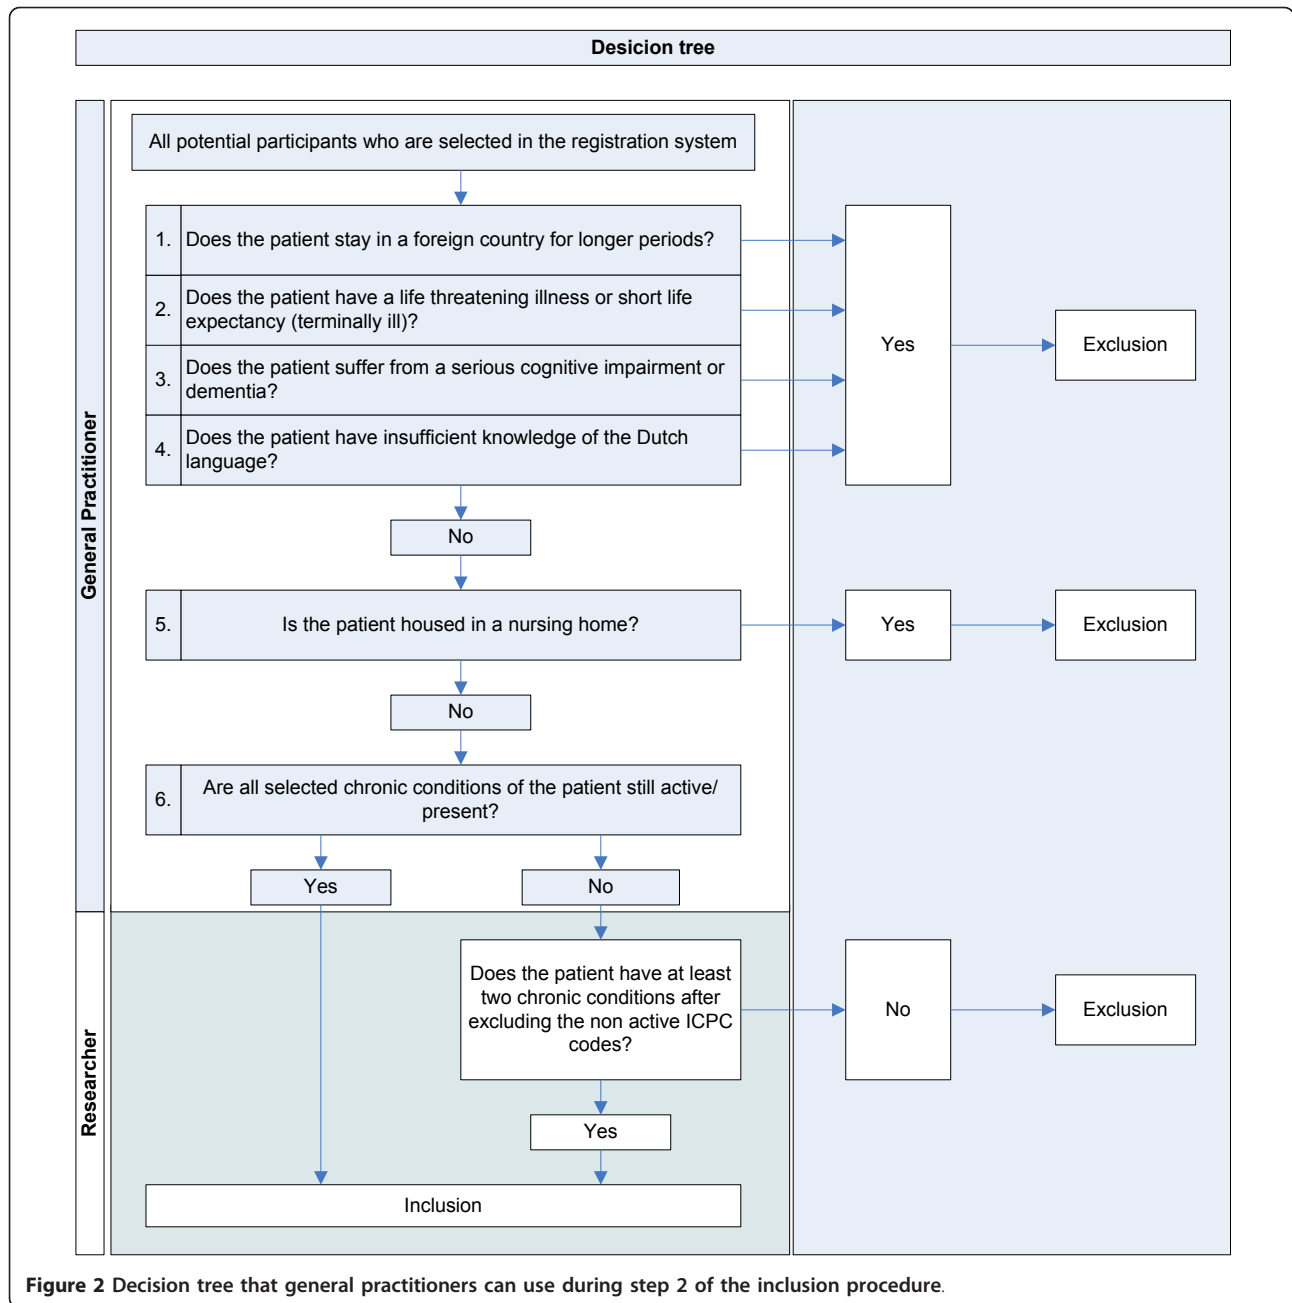 Desicion tree
General Practitioner
All potential participants who are selected in the registration system
1. Does the patient stay in a foreign country for longer periods?
2. Does the patient have a life threatening illness or short life
expectancy (terminally ill)?
3. Does the patient suffer from a serious cognitive impairment or
dementia?
4. Does the patient have insufficient knowledge of the Dutch
language?
Yes
Exclusion
No
5. Is the patient housed in a nursing home?
Yes
Exclusion
No
6. Are all selected chronic conditions of the patient still active/
present?
Yes
No
Researcher
Does the patient have at least
two chronic conditions after
excluding the non active ICPC
codes?
No
Exclusion
Yes
Inclusion
Figure 2 Decision tree that general practitioners can use during step 2 of the inclusion procedure.